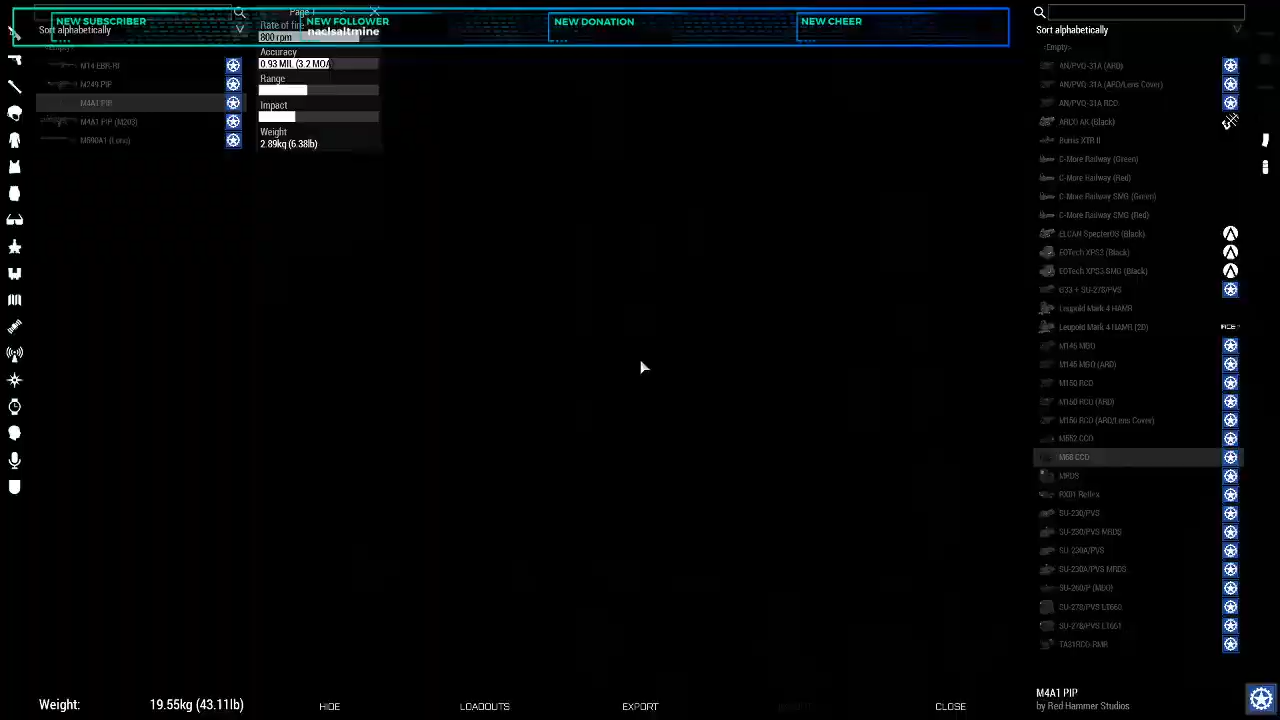 NEW SUBSCRIBER
NEW FOLLOWER
naclsaltmine
NEW DONATION
NEW CHEER
Sort alphabetically
<Empty>
M14 EBR-RI
M249 PIP
M4A1 PIP
M4A1 PIP (M203)
M590A1 (Long)
Page 1 >
Rate of fire
800 rpm
Accuracy
0.93 MIL (3.2 MOA)
Range
Impact
Weight
2.89kg (6.38lb)
Sort alphabetically
<Empty>
AN/PVQ-31A (ARD)
AN/PVQ-31A (ARD/Lens Cover)
AN/PVQ-31A RCO
ARCO AK (Black)
Burris XTR II
C-More Railway (Green)
C-More Railway (Red)
C-More Railway SMG (Green)
C-More Railway SMG (Red)
ELCAN SpecterOS (Black)
EOTech XPS3 (Black)
EOTech XPS3 SMG (Black)
G33 + SU-278/PVS
Leupold Mark 4 HAMR
Leupold Mark 4 HAMR (2D)
ACE
M145 MGO
M145 MGO (ARD)
M150 RCO
M150 RCO (ARD)
M150 RCO (ARD/Lens Cover)
M552 CCO
M68 CCO
MRDS
RX01 Reflex
SU-230/PVS
SU-230/PVS MRDS
SU-230A/PVS
SU-230A/PVS MRDS
SU-260/P (MDO)
SU-278/PVS LT660
SU-278/PVS LT661
TA31RCO-RMR
Weight: 19.55kg (43.11lb)
HIDE
LOADOUTS
EXPORT
CLOSE
M4A1 PIP
by Red Hammer Studios